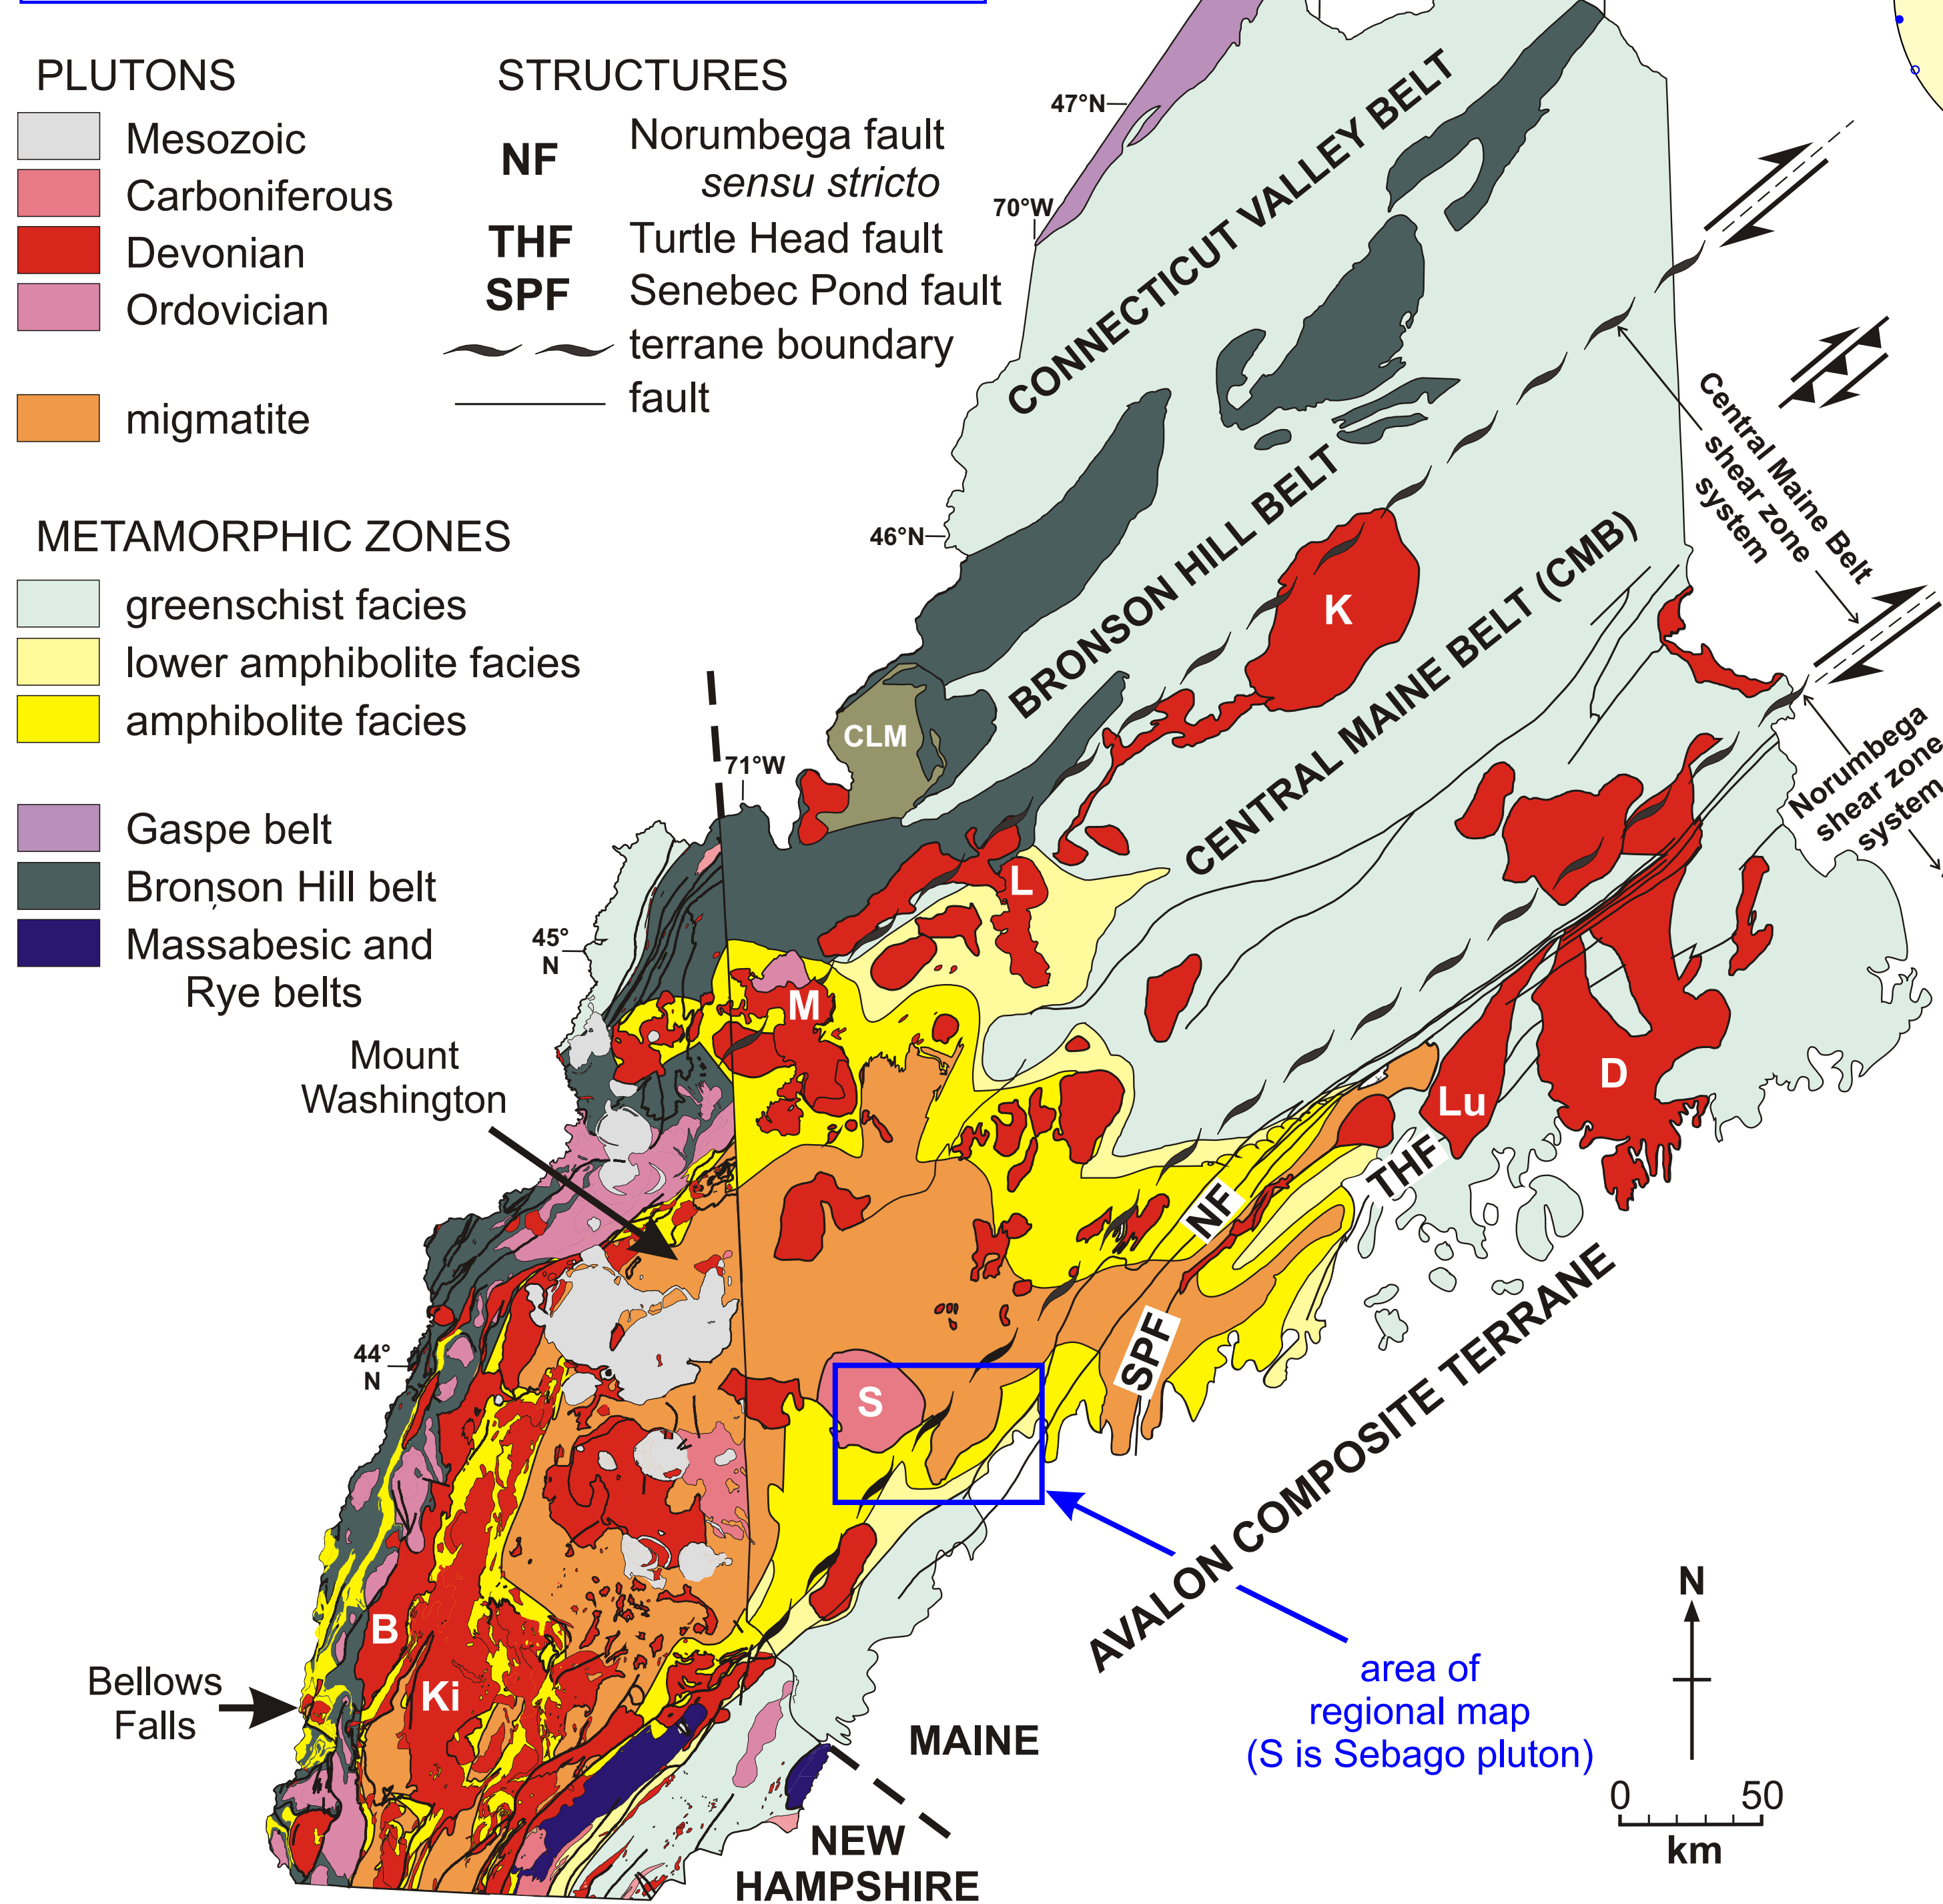 PLUTONS
Mesozoic
Carboniferous
Devonian
Ordovician
migmatite
STRUCTURES
NF Norumbega fault
sensu stricto
THF Turtle Head fault
SPF Senebec Pond fault
terrane boundary
fault
METAMORPHIC ZONES
greenschist facies
lower amphibolite facies
amphibolite facies
Gaspe belt
Bronson Hill belt
Massabesic and
Rye belts
47°N
70°W
46°N
71°W
45°
N
44°
N
CONNECTICUT VALLEY BELT
BRONSON HILL BELT
CENTRAL MAINE BELT (CMB)
AVALON COMPOSITE TERRANE
Central Maine Belt
shear zone
system
Norumbega
shear zone
system
K
CLM
L
M
Lu
D
THF
NF
SPF
S
B
Ki
Mount
Washington
Bellows
Falls
MAINE
NEW
HAMPSHIRE
area of
regional map
(S is Sebago pluton)
N
0 50
km